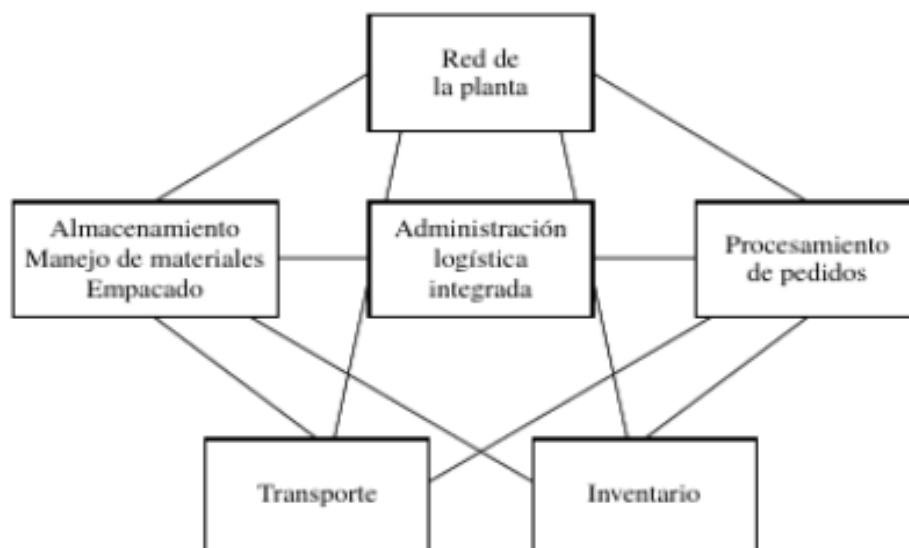 Red de
la planta
Almacenamiento
Manejo de materiales
Empacado
Administración
logística
integrada
Procesamiento
de pedidos
Transporte
Inventario